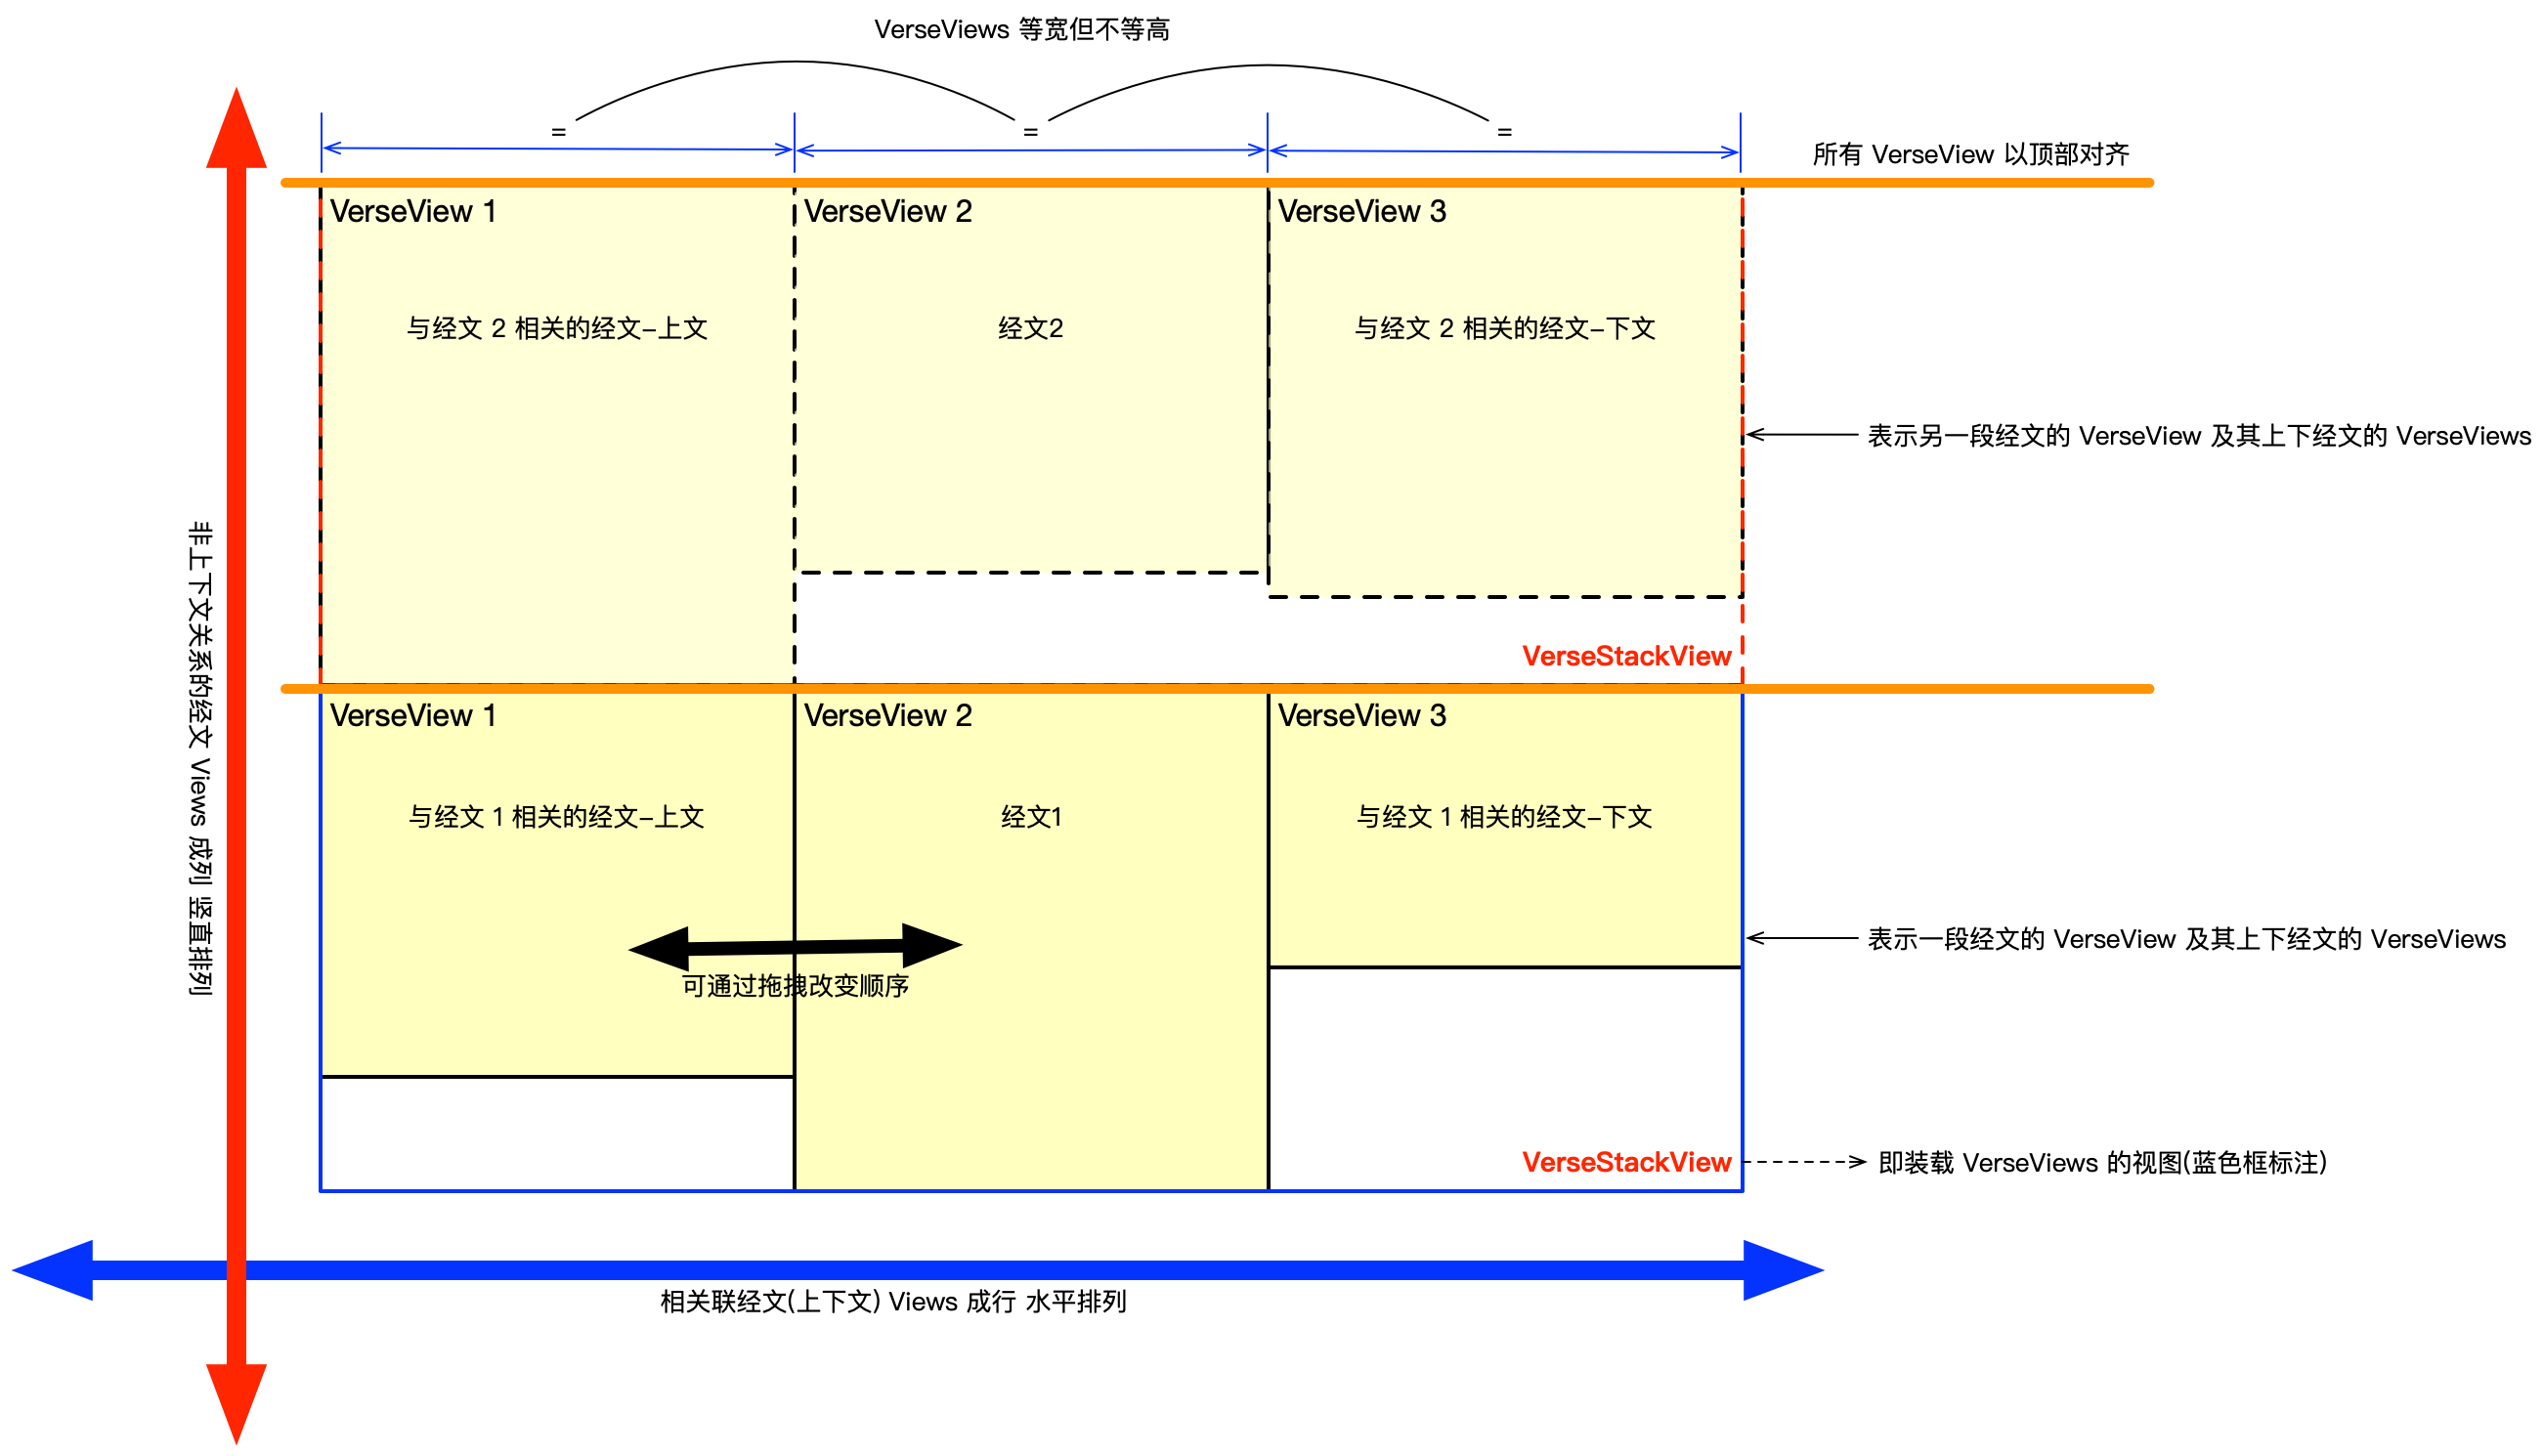 VerseViews 等宽但不等高
= = =
所有 VerseView 以顶部对齐
VerseView 1
VerseView 2
VerseView 3
与经文 2 相关的经文-上文
经文2
与经文 2 相关的经文-下文
表示另一段经文的 VerseView 及其上下经文的 VerseViews
VerseStackView
非上下文关系的经文 Views 成列 竖直排列
VerseView 1
VerseView 2
VerseView 3
与经文 1 相关的经文-上文
经文1
与经文 1 相关的经文-下文
表示一段经文的 VerseView 及其上下经文的 VerseViews
可通过拖拽改变顺序
VerseStackView
即装载 VerseViews 的视图(蓝色框标注)
相关联经文(上下文) Views 成行 水平排列